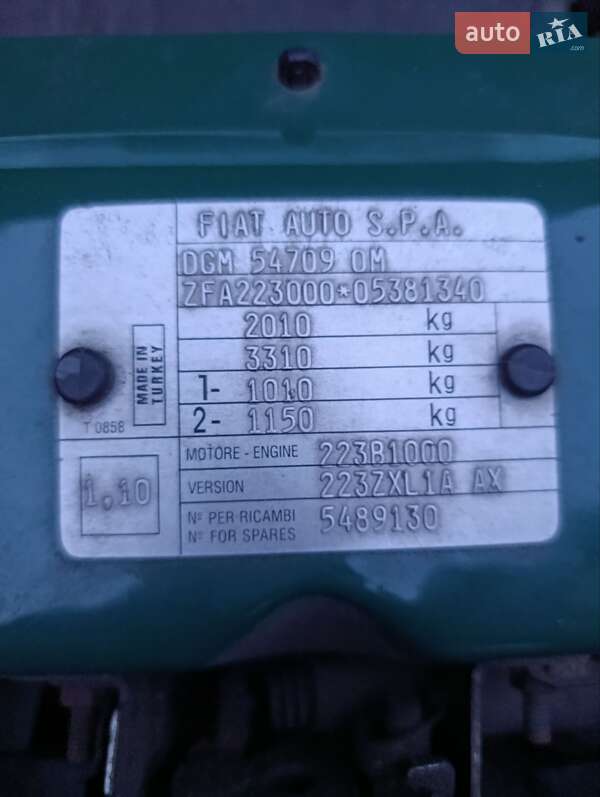 auto RIA
.com
FIAT AUTO S.P.A.
DGM 54709 OM
ZFA223000*05381340
2010 kg
3310 kg
1- 1010 kg
2- 1150 kg
MADE IN
TURKEY
T 0858
MOTORE - ENGINE 223B1000
VERSION 223ZXL1A AX
1.10
Nº PER RICAMBI 5489130
Nº FOR SPARES